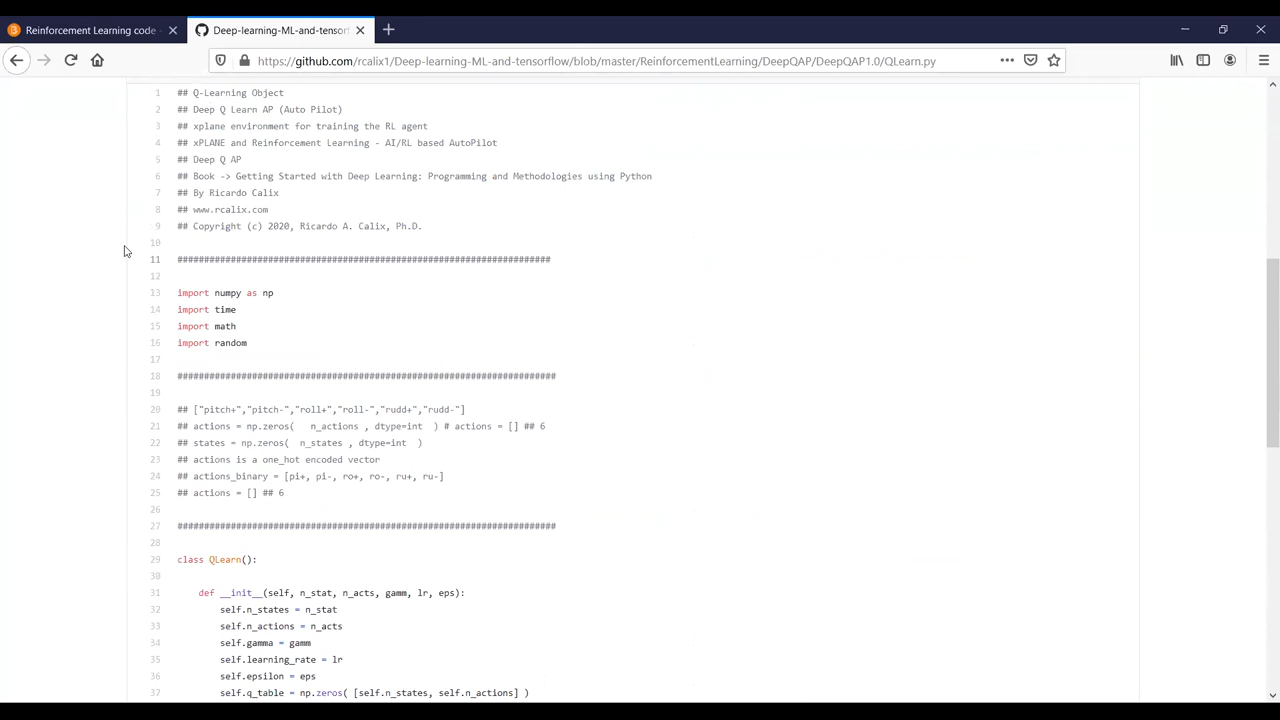 Reinforcement Learning code -
Deep-learning-ML-and-tensorf
https://github.com/rcalix1/Deep-learning-ML-and-tensorflow/blob/master/ReinforcementLearning/DeepQAP/DeepQAP1.0/QLearn.py
1 ## Q-Learning Object
2 ## Deep Q Learn AP (Auto Pilot)
3 ## xplane environment for training the RL agent
4 ## xPLANE and Reinforcement Learning - AI/RL based AutoPilot
5 ## Deep Q AP
6 ## Book -> Getting Started with Deep Learning: Programming and Methodologies using Python
7 ## By Ricardo Calix
8 ## www.rcalix.com
9 ## Copyright (c) 2020, Ricardo A. Calix, Ph.D.
10
11 ######################################################################
12
13 import numpy as np
14 import time
15 import math
16 import random
17
18 #######################################################################
19
20 ## ["pitch+","pitch-","roll+","roll-","rudd+","rudd-"]
21 ## actions = np.zeros(   n_actions , dtype=int  ) # actions = [] ## 6
22 ## states = np.zeros(  n_states , dtype=int  )
23 ## actions is a one_hot encoded vector
24 ## actions_binary = [pi+, pi-, ro+, ro-, ru+, ru-]
25 ## actions = [] ## 6
26
27 #######################################################################
28
29 class QLearn():
30
31 def __init__(self, n_stat, n_acts, gamm, lr, eps):
32 self.n_states = n_stat
33 self.n_actions = n_acts
34 self.gamma = gamm
35 self.learning_rate = lr
36 self.epsilon = eps
37 self.q_table = np.zeros( [self.n_states, self.n_actions] )